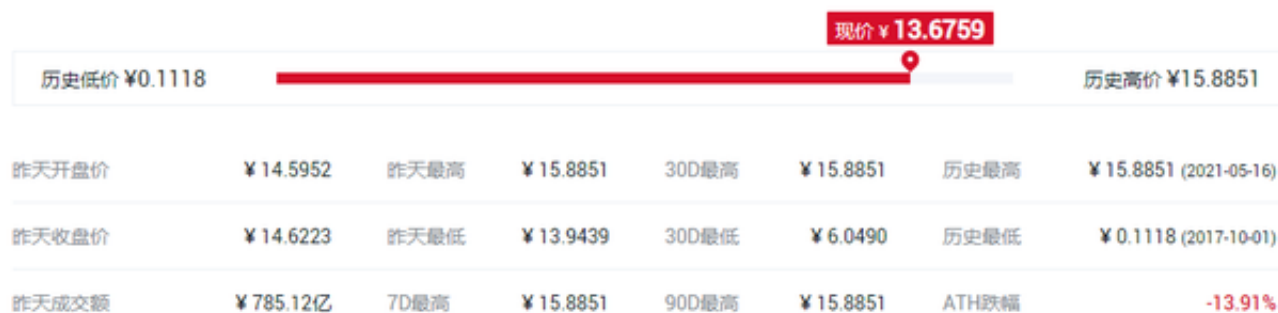 现价 ¥ 13.6759
历史低价 ¥0.1118 历史高价 ¥15.8851
昨天开盘价 ¥ 14.5952 昨天最高 ¥ 15.8851 30D最高 ¥ 15.8851 历史最高 ¥ 15.8851 (2021-05-16)
昨天收盘价 ¥ 14.6223 昨天最低 ¥ 13.9439 30D最低 ¥ 6.0490 历史最低 ¥ 0.1118 (2017-10-01)
昨天成交额 ¥ 785.12亿 7D最高 ¥ 15.8851 90D最高 ¥ 15.8851 ATH跌幅 -13.91%